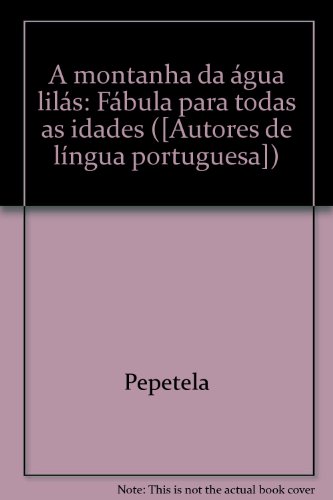 A montanha da água
lilás: Fábula para todas
as idades ([Autores de
língua portuguesa])
Pepetela
Note: This is not the actual book cover